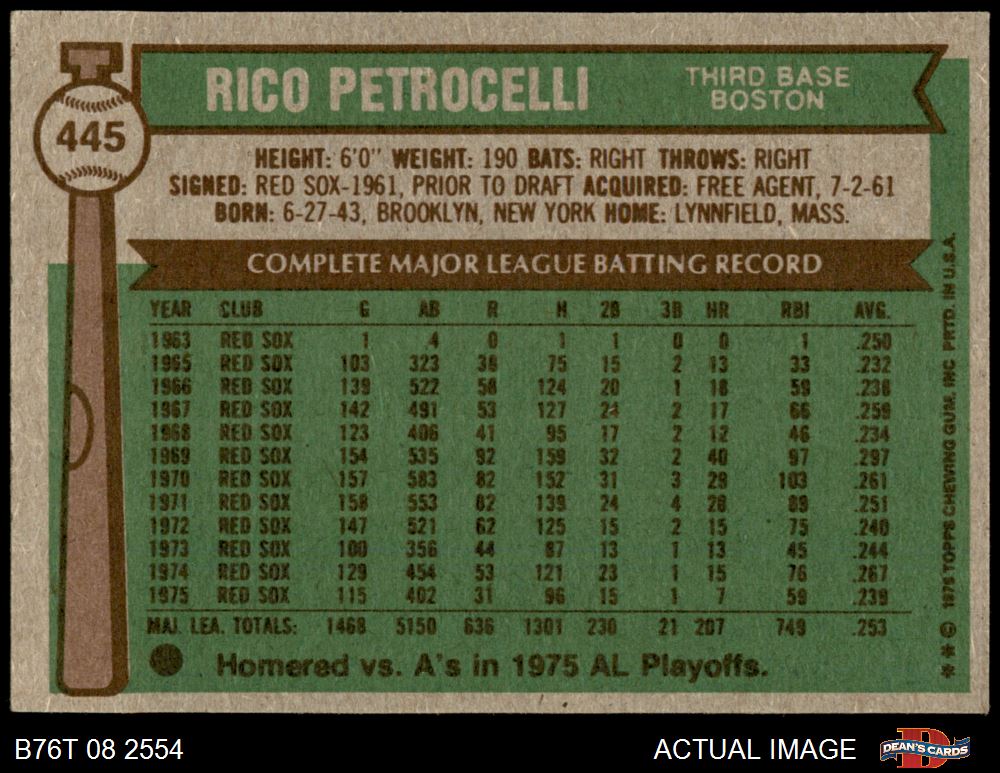 445
RICO PETROCELLI
THIRD BASE
BOSTON
HEIGHT: 6'0" WEIGHT: 190 BATS: RIGHT THROWS: RIGHT
SIGNED: RED SOX-1961, PRIOR TO DRAFT ACQUIRED: FREE AGENT, 7-2-61
BORN: 6-27-43, BROOKLYN, NEW YORK HOME: LYNNFIELD, MASS.
COMPLETE MAJOR LEAGUE BATTING RECORD
YEAR CLUB G AB R H 2B 3B HR RBI AVG.
1963 RED SOX 1 4 0 1 1 0 0 1 .250
1965 RED SOX 103 323 38 75 15 2 13 33 .232
1966 RED SOX 139 522 58 124 20 1 18 59 .238
1967 RED SOX 142 491 53 127 24 2 17 66 .259
1968 RED SOX 123 406 41 95 17 2 12 46 .234
1969 RED SOX 154 535 92 159 32 2 40 97 .297
1970 RED SOX 157 583 82 152 31 3 29 103 .261
1971 RED SOX 158 553 82 139 24 4 28 89 .251
1972 RED SOX 147 521 62 125 15 2 15 75 .240
1973 RED SOX 100 356 44 87 13 1 13 45 .244
1974 RED SOX 129 454 53 121 23 1 15 76 .267
1975 RED SOX 115 402 31 96 15 1 7 59 .239
MAJ. LEA. TOTALS: 1468 5150 636 1301 230 21 207 749 .253
Homered vs. A's in 1975 AL Playoffs.
** © 1976 TOPPS CHEWING GUM, INC PRTD. IN U.S.A.
B76T 08 2554
ACTUAL IMAGE
DEAN'S CARDS